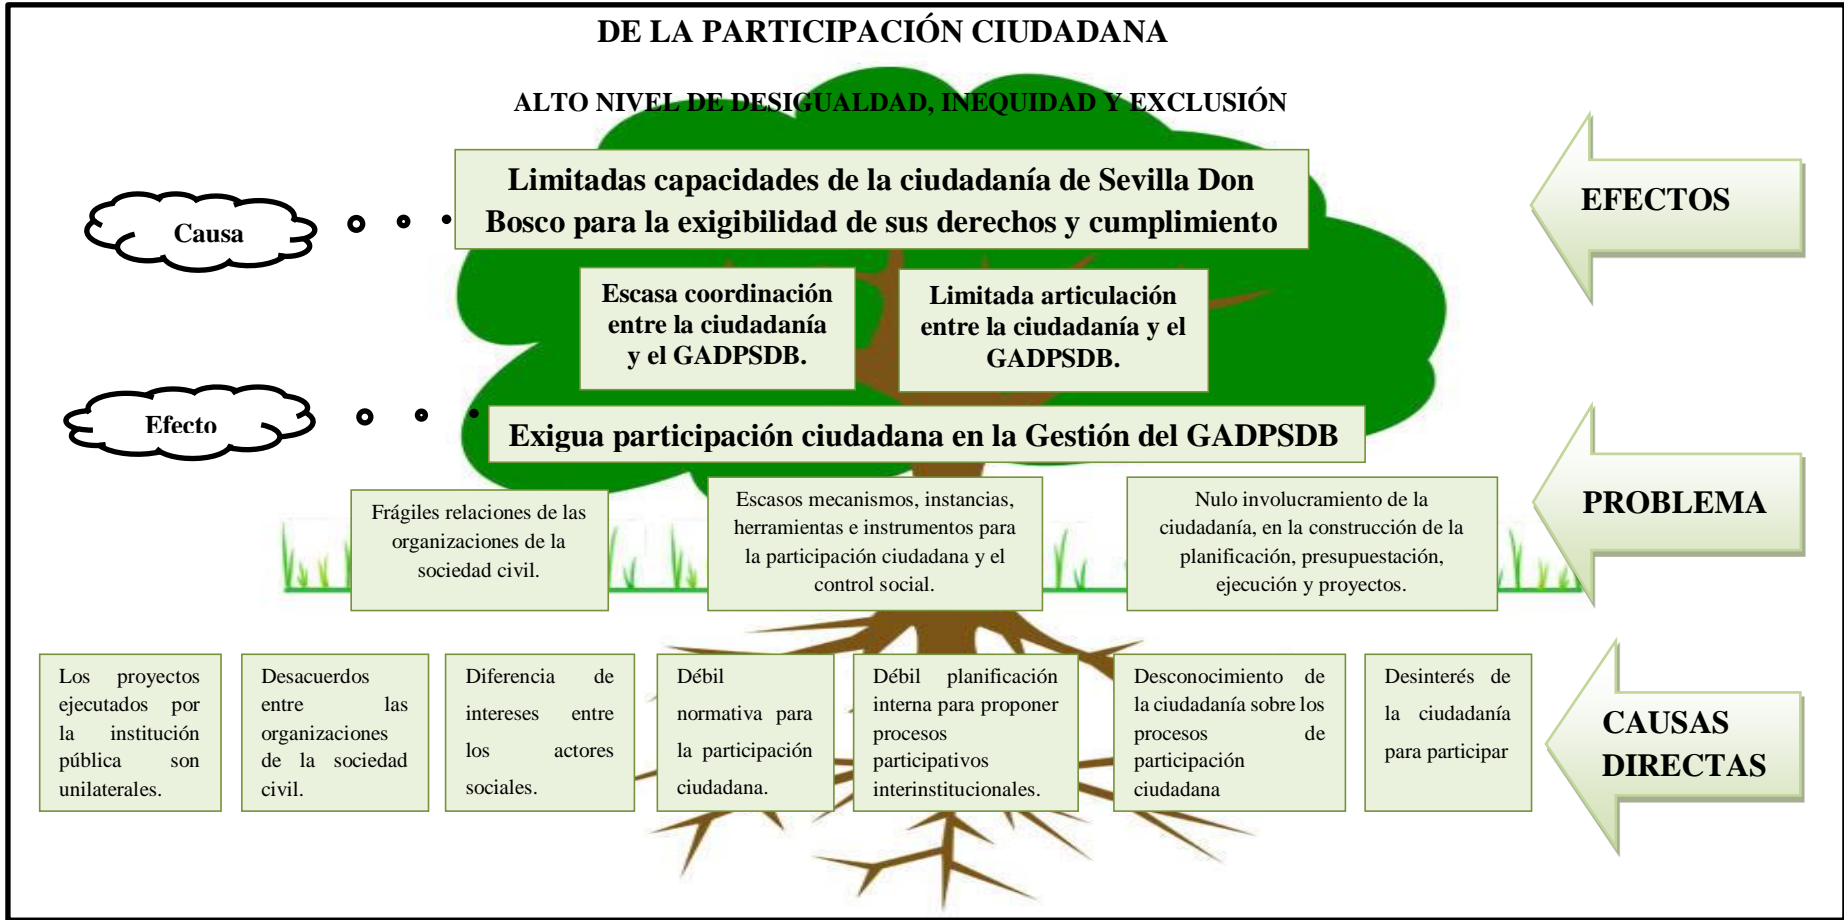 DE LA PARTICIPACIÓN CIUDADANA
ALTO NIVEL DE DESIGUALDAD, INEQUIDAD Y EXCLUSIÓN
Limitadas capacidades de la ciudadanía de Sevilla Don
Bosco para la exigibilidad de sus derechos y cumplimiento
EFECTOS
Causa
Escasa coordinación
entre la ciudadanía
y el GADPSDB.
Limitada articulación
entre la ciudadanía y el
GADPSDB.
Efecto
Exigua participación ciudadana en la Gestión del GADPSDB
Frágiles relaciones de las
organizaciones de la
sociedad civil.
Escasos mecanismos, instancias,
herramientas e instrumentos para
la participación ciudadana y el
control social.
Nulo involucramiento de la
ciudadanía, en la construcción de la
planificación, presupuestación,
ejecución y proyectos.
PROBLEMA
Los proyectos
ejecutados por
la institución
pública son
unilaterales.
Desacuerdos
entre las
organizaciones
de la sociedad
civil.
Diferencia de
intereses entre
los actores
sociales.
Débil
normativa para
la participación
ciudadana.
Débil planificación
interna para proponer
procesos
participativos
interinstitucionales.
Desconocimiento de
la ciudadanía sobre los
procesos de
participación
ciudadana
Desinterés de
la ciudadanía
para participar
CAUSAS
DIRECTAS